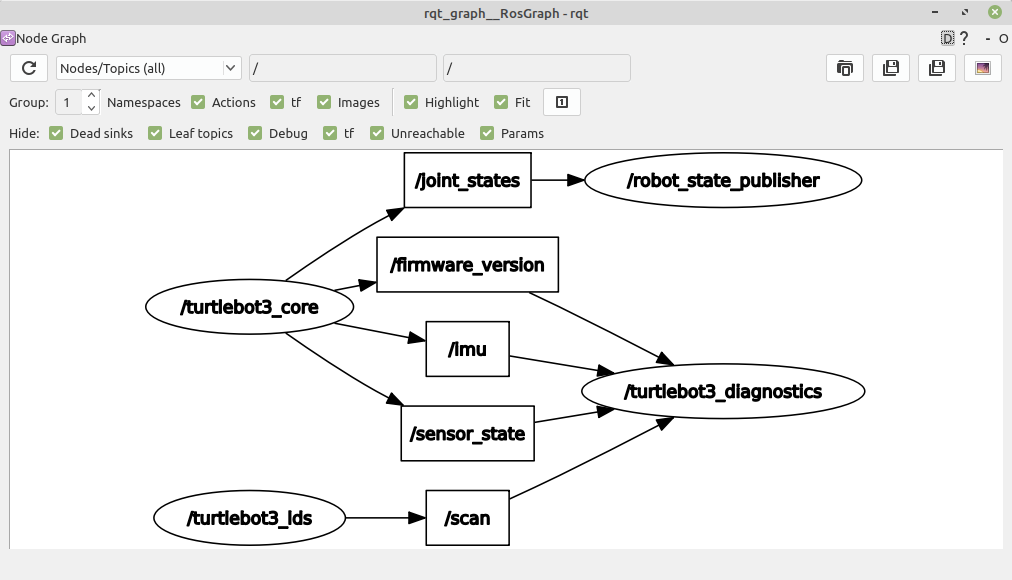 rqt_graph__RosGraph - rqt
Node Graph
D ? - O
Nodes/Topics (all) / /
Group: 1 Namespaces Actions tf Images Highlight Fit 1
Hide: Dead sinks Leaf topics Debug tf Unreachable Params
/joint_states
/robot_state_publisher
/firmware_version
/turtlebot3_core
/imu
/turtlebot3_diagnostics
/sensor_state
/turtlebot3_lds
/scan